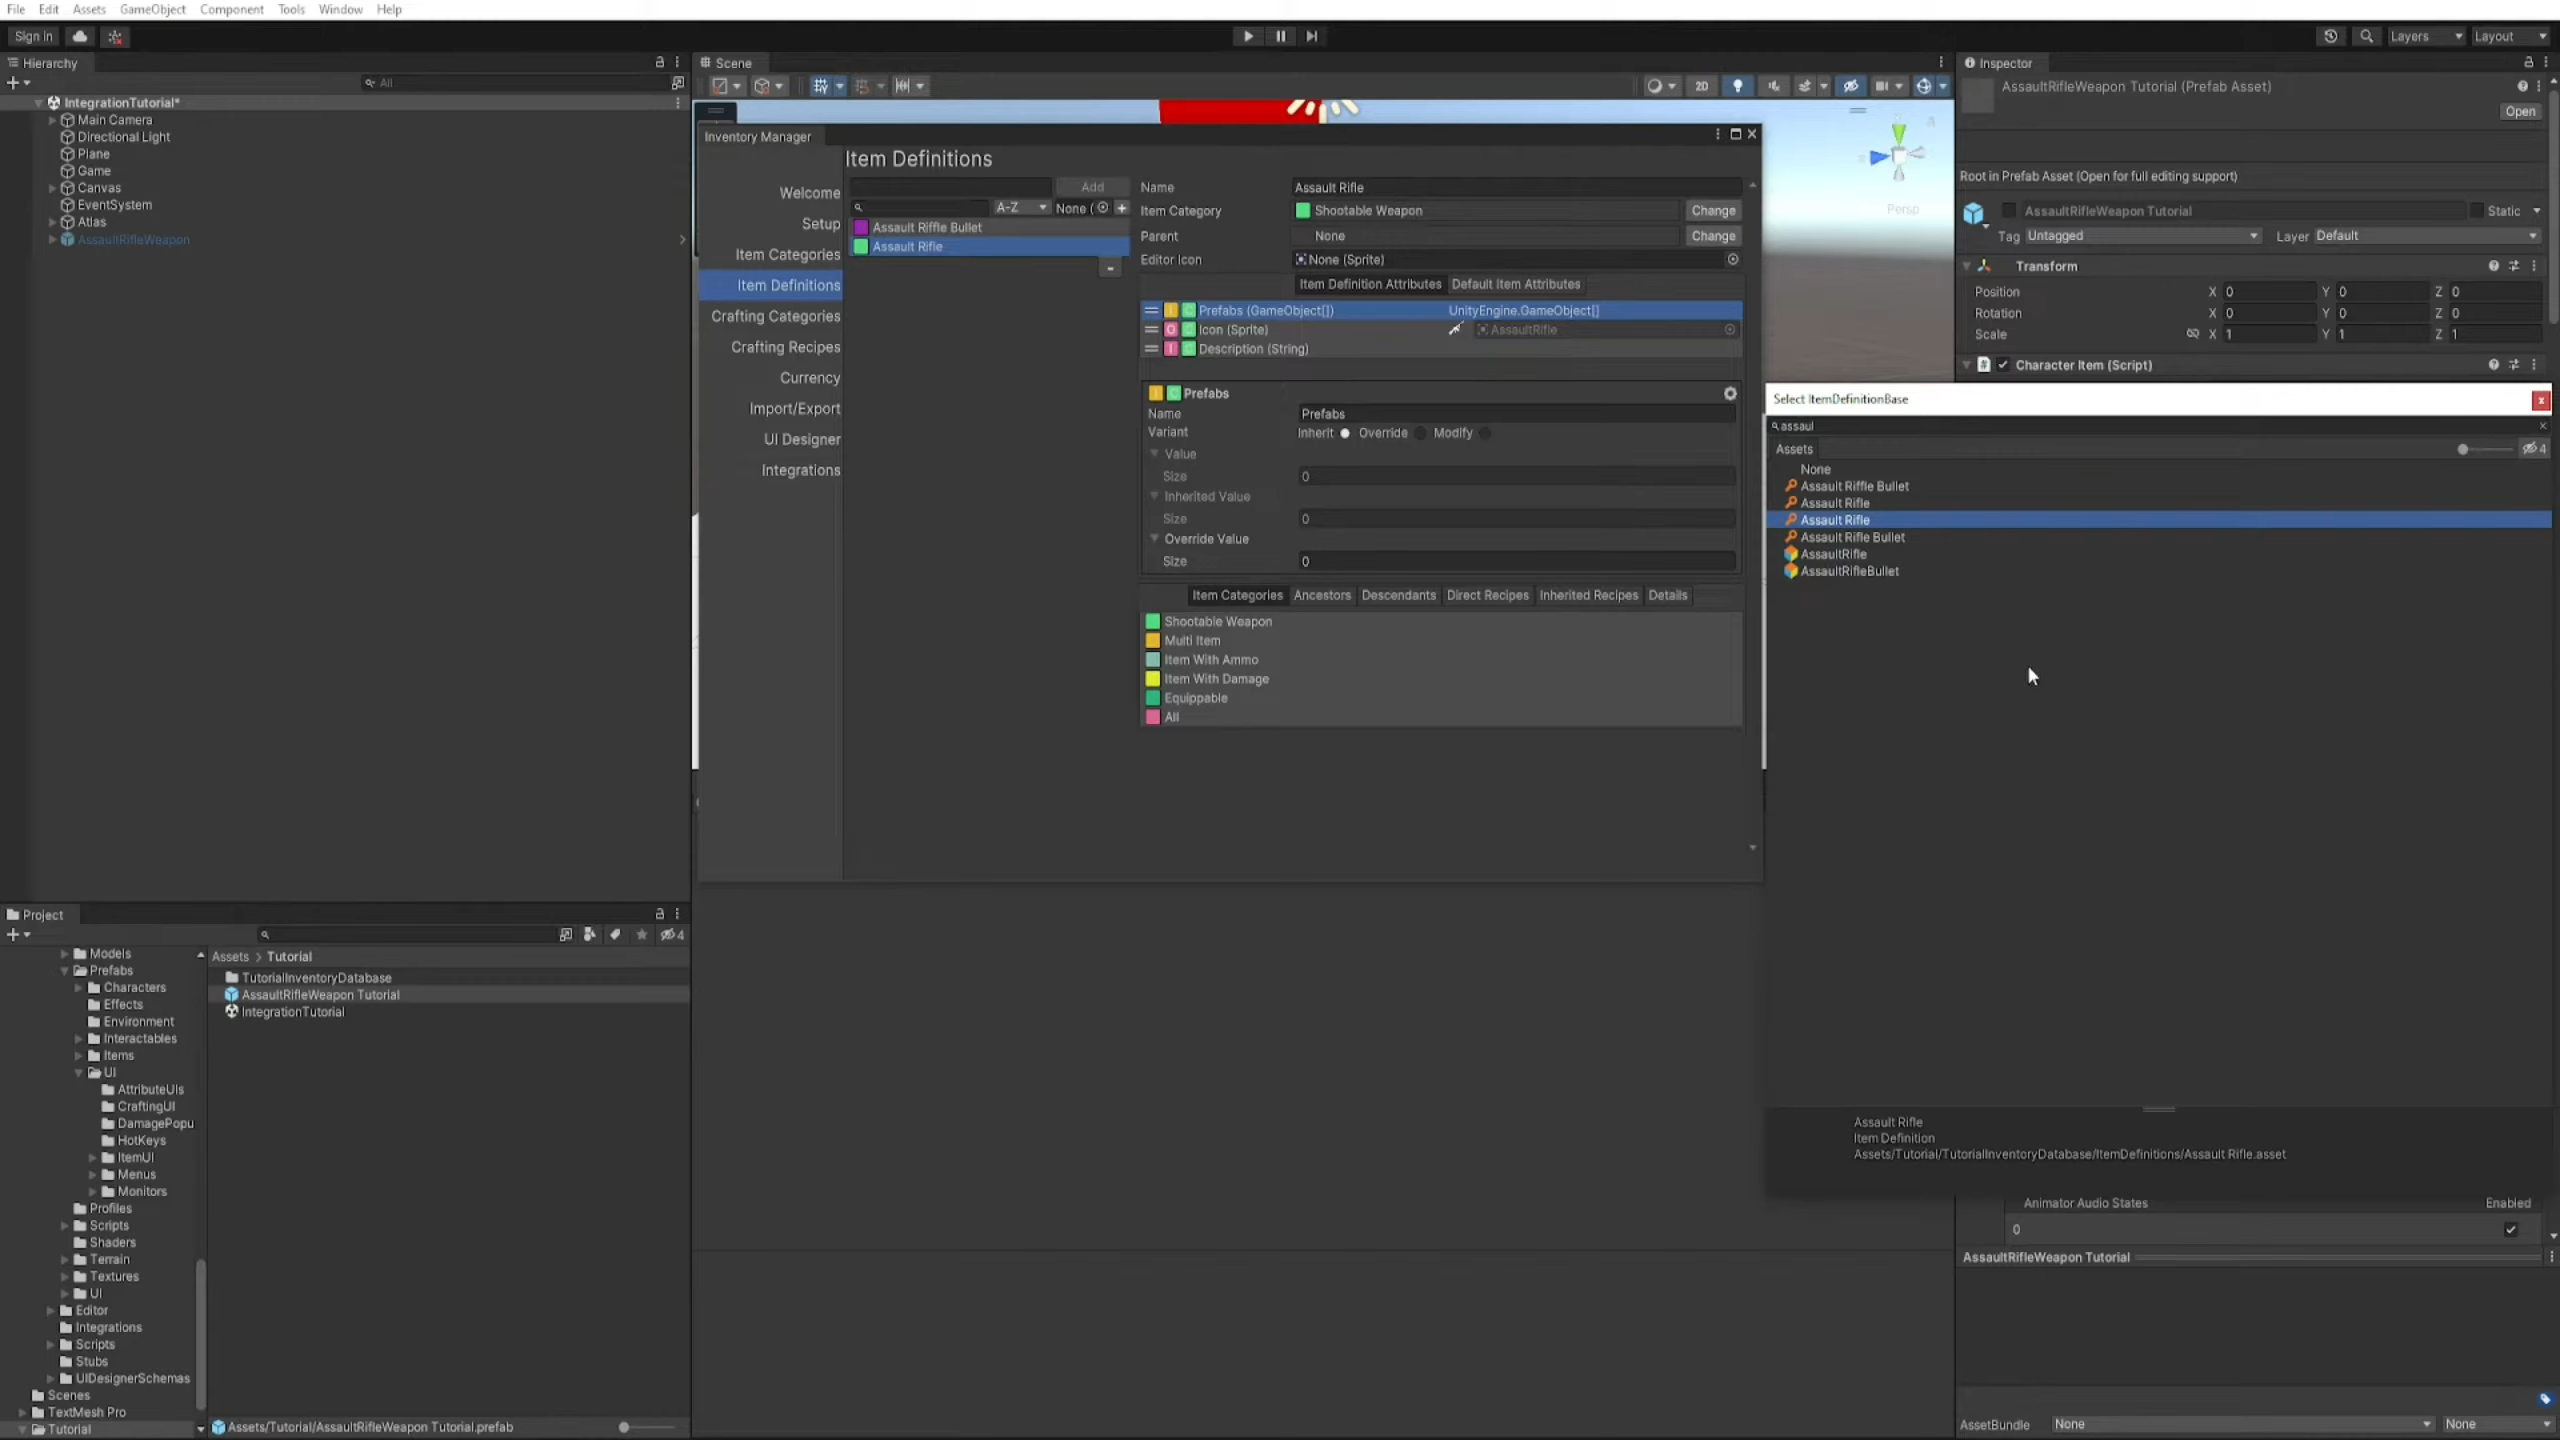 File Edit Assets GameObject Component Tools Window Help
Sign in
Layers
Layout
Hierarchy
All
IntegrationTutorial*
Main Camera
Directional Light
Plane
Game
Canvas
EventSystem
Atlas
AssaultRifleWeapon
Scene
2D
Persp
Inventory Manager
Welcome
Setup
Item Categories
Item Definitions
Crafting Categories
Crafting Recipes
Currency
Import/Export
UI Designer
Integrations
Item Definitions
Add
A-Z
None (
Assault Riffle Bullet
Assault Rifle
-
Name Assault Rifle
Item Category Shootable Weapon Change
Parent None Change
Editor Icon None (Sprite)
Item Definition Attributes Default Item Attributes
I C Prefabs (GameObject[]) UnityEngine.GameObject[]
O C Icon (Sprite) AssaultRifle
I C Description (String)
I C Prefabs
Name Prefabs
Variant Inherit Override Modify
Value
Size 0
Inherited Value
Size 0
Override Value
Size 0
Item Categories Ancestors Descendants Direct Recipes Inherited Recipes Details
Shootable Weapon
Multi Item
Item With Ammo
Item With Damage
Equippable
All
Inspector
AssaultRifleWeapon Tutorial (Prefab Asset)
Open
Root in Prefab Asset (Open for full editing support)
AssaultRifleWeapon Tutorial Static
Tag Untagged Layer Default
Transform
Position X 0 Y 0 Z 0
Rotation X 0 Y 0 Z 0
Scale X 1 Y 1 Z 1
Character Item (Script)
Select ItemDefinitionBase
x
assaul
Assets
4
None
Assault Riffle Bullet
Assault Rifle
Assault Rifle
Assault Rifle Bullet
AssaultRifle
AssaultRifleBullet
Assault Rifle
Item Definition
Assets/Tutorial/TutorialInventoryDatabase/ItemDefinitions/Assault Rifle.asset
Animator Audio States Enabled
0
AssaultRifleWeapon Tutorial
AssetBundle None None
Project
4
Models
Prefabs
Characters
Effects
Environment
Interactables
Items
UI
AttributeUIs
CraftingUI
DamagePopu
HotKeys
ItemUI
Menus
Monitors
Profiles
Scripts
Shaders
Terrain
Textures
UI
Editor
Integrations
Scripts
Stubs
UIDesignerSchemas
Scenes
TextMesh Pro
Tutorial
Assets > Tutorial
TutorialInventoryDatabase
AssaultRifleWeapon Tutorial
IntegrationTutorial
Assets/Tutorial/AssaultRifleWeapon Tutorial.prefab